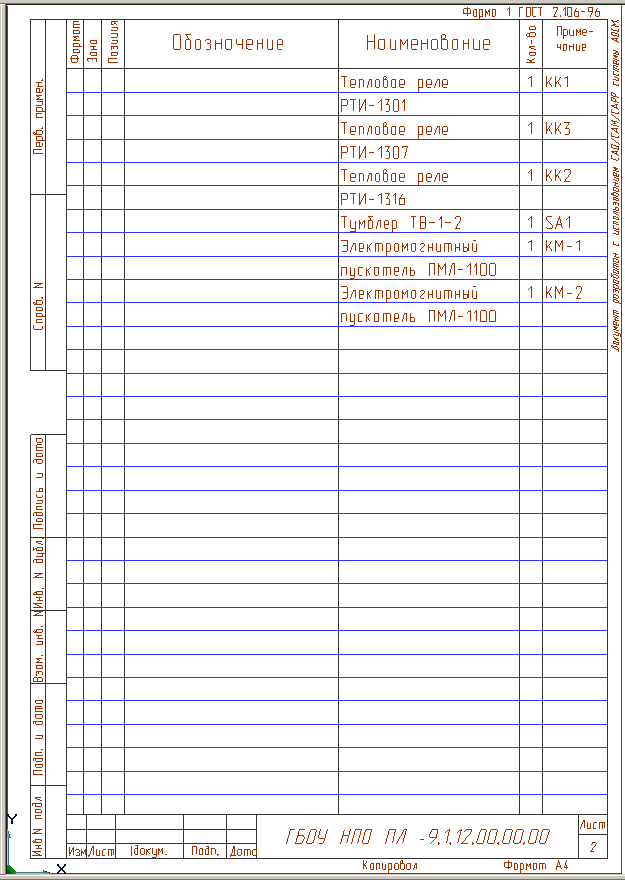 Форма 1 ГОСТ 2.106-96
Формат
Зона
Позиция
Обозначение
Наименование
Кол-во
Приме-
чание
Тепловое реле 1 КК1
РТИ-1301
Тепловое реле 1 КК3
РТИ-1307
Тепловое реле 1 КК2
РТИ-1316
Тумблер ТВ-1-2 1 SA1
Электромагнитный 1 КМ-1
пускатель ПМЛ-1100
Электромагнитный 1 КМ-2
пускатель ПМЛ-1100
Перв. примен.
Справ. N
Подпись и дата
Инв. N дубл.
Взам. инв. N
Подп. и дата
Инв N подл
Документ разработан с использованием CAD/CAM/CAPP системы ADEM.
ГБОУ НПО ПЛ -9.1.12.00.00.00
Лист
2
Изм Лист докум. Подп. Дата
Копировал Формат А4
Y
X